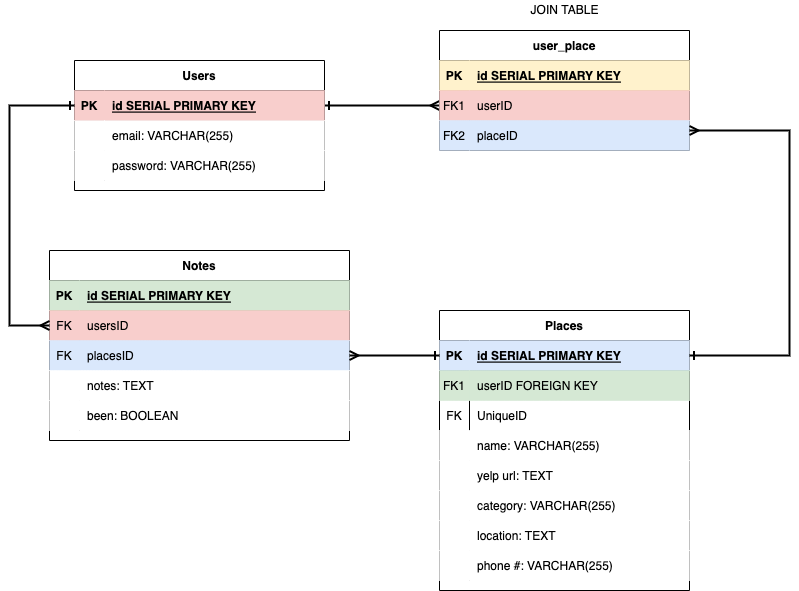 JOIN TABLE
user_place
PK id SERIAL PRIMARY KEY
FK1 userID
FK2 placeID
Users
PK id SERIAL PRIMARY KEY
email: VARCHAR(255)
password: VARCHAR(255)
Notes
PK id SERIAL PRIMARY KEY
FK usersID
FK placesID
notes: TEXT
been: BOOLEAN
Places
PK id SERIAL PRIMARY KEY
FK1 userID FOREIGN KEY
FK UniqueID
name: VARCHAR(255)
yelp url: TEXT
category: VARCHAR(255)
location: TEXT
phone #: VARCHAR(255)